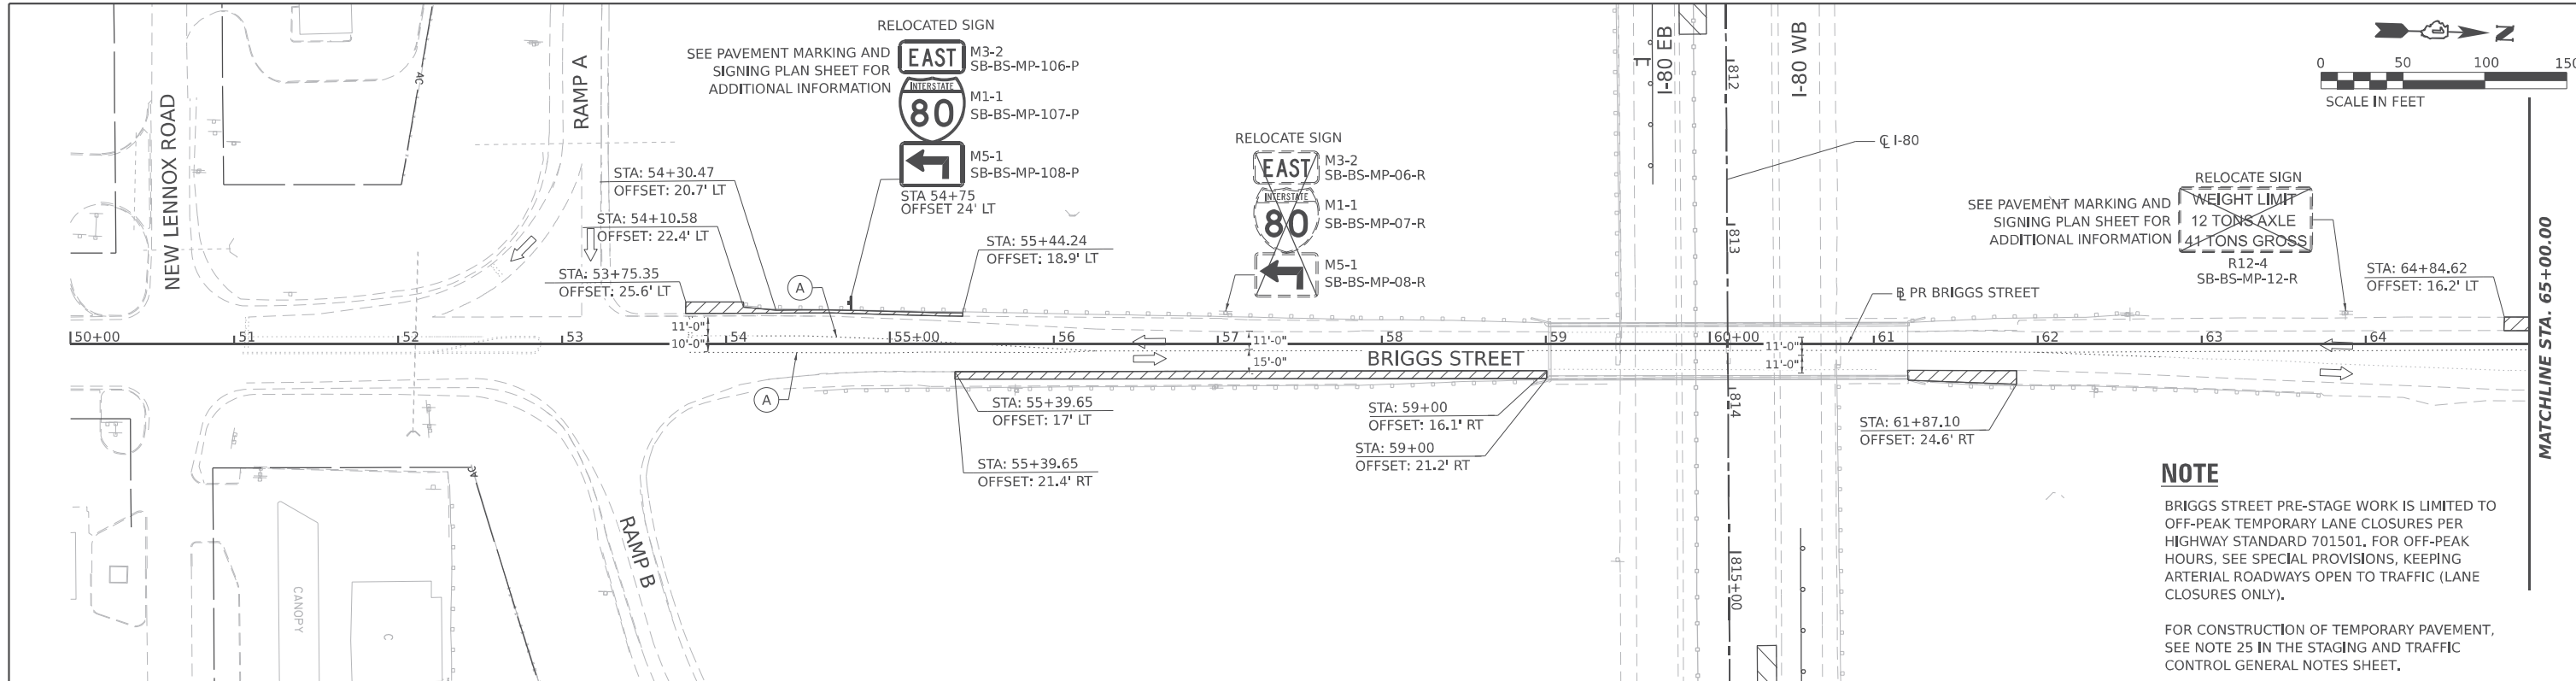 RELOCATED SIGN
SEE PAVEMENT MARKING AND
SIGNING PLAN SHEET FOR
ADDITIONAL INFORMATION
EAST
M3-2
SB-BS-MP-106-P
INTERSTATE
80
M1-1
SB-BS-MP-107-P
M5-1
SB-BS-MP-108-P
STA 54+75
OFFSET 24' LT
NEW LENNOX ROAD
RAMP A
AC
STA: 54+30.47
OFFSET: 20.7' LT
STA: 54+10.58
OFFSET: 22.4' LT
STA: 53+75.35
OFFSET: 25.6' LT
A
STA: 55+44.24
OFFSET: 18.9' LT
RELOCATE SIGN
EAST
M3-2
SB-BS-MP-06-R
INTERSTATE
80
M1-1
SB-BS-MP-07-R
M5-1
SB-BS-MP-08-R
I-80 EB
812
I-80 WB
813
℄ I-80
N
0 50 100 150
SCALE IN FEET
RELOCATE SIGN
SEE PAVEMENT MARKING AND
SIGNING PLAN SHEET FOR
ADDITIONAL INFORMATION
WEIGHT LIMIT
12 TONS AXLE
41 TONS GROSS
R12-4
SB-BS-MP-12-R
STA: 64+84.62
OFFSET: 16.2' LT
MATCHLINE STA. 65+00.00
BL PR BRIGGS STREET
50+00 51 52 53 54 55+00 56 57 58 59 60+00 61 62 63 64
11'-0"
10'-0"
11'-0"
15'-0"
BRIGGS STREET
11'-0"
11'-0"
A
STA: 55+39.65
OFFSET: 17' LT
STA: 55+39.65
OFFSET: 21.4' RT
STA: 59+00
OFFSET: 16.1' RT
STA: 59+00
OFFSET: 21.2' RT
814
815+00
STA: 61+87.10
OFFSET: 24.6' RT
AC
RAMP B
CANOPY
C
NOTE
BRIGGS STREET PRE-STAGE WORK IS LIMITED TO
OFF-PEAK TEMPORARY LANE CLOSURES PER
HIGHWAY STANDARD 701501. FOR OFF-PEAK
HOURS, SEE SPECIAL PROVISIONS, KEEPING
ARTERIAL ROADWAYS OPEN TO TRAFFIC (LANE
CLOSURES ONLY).
FOR CONSTRUCTION OF TEMPORARY PAVEMENT,
SEE NOTE 25 IN THE STAGING AND TRAFFIC
CONTROL GENERAL NOTES SHEET.